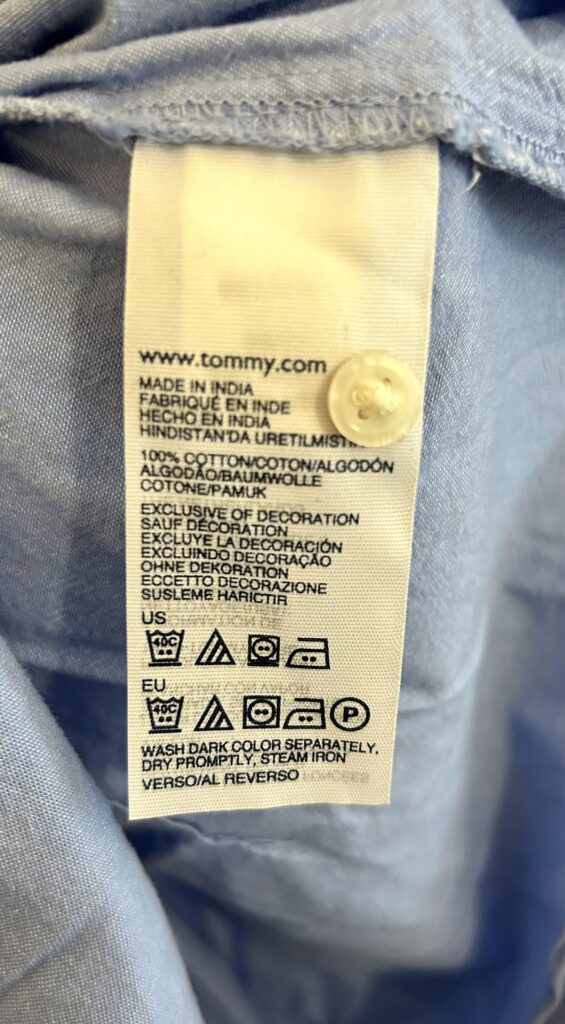 www.tommy.com
MADE IN INDIA
FABRIQUÉ EN INDE
HECHO EN INDIA
HINDISTAN'DA URETILMISTIR
100% COTTON/COTON/ALGODÓN
ALGODÃO/BAUMWOLLE
COTONE/PAMUK
EXCLUSIVE OF DECORATION
SAUF DÉCORATION
EXCLUYE LA DECORACIÓN
EXCLUINDO DECORAÇÃO
OHNE DEKORATION
ECCETTO DECORAZIONE
SUSLEME HARICTIR
US
40C
EU
40C P
WASH DARK COLOR SEPARATELY,
DRY PROMPTLY, STEAM IRON
VERSO/AL REVERSO